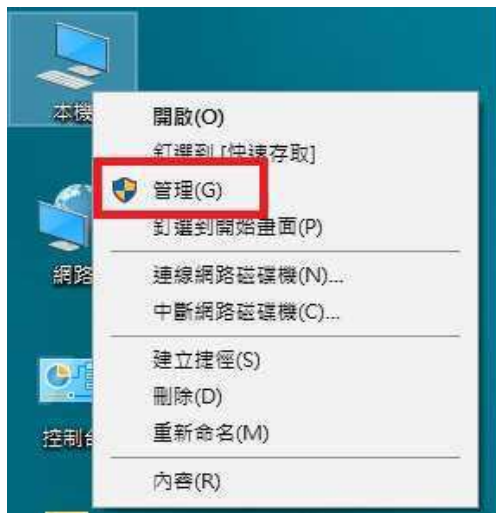 本機
開啟(O)
釘選到 [快速存取]
管理(G)
釘選到開始畫面(P)
網路
連線網路磁碟機(N)...
中斷網路磁碟機(C)...
建立捷徑(S)
刪除(D)
控制台
重新命名(M)
內容(R)